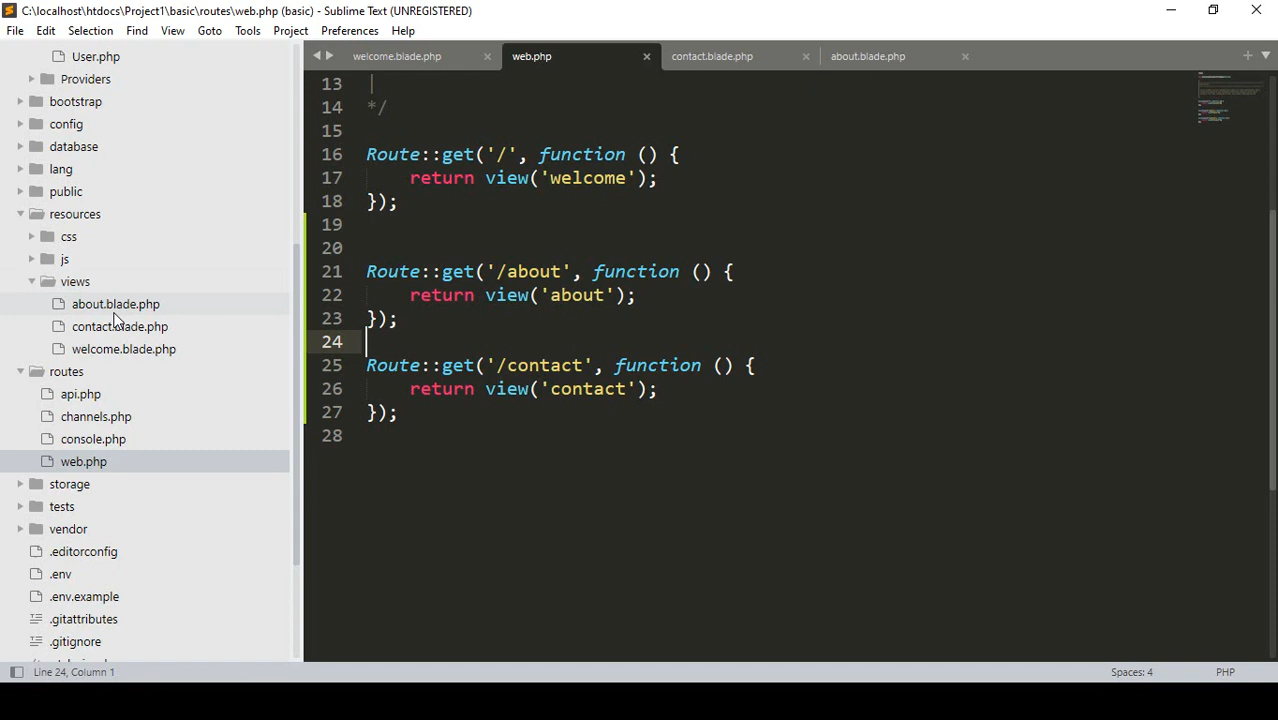 C:\localhost\htdocs\Project1\basic\routes\web.php (basic) - Sublime Text (UNREGISTERED)
File Edit Selection Find View Goto Tools Project Preferences Help
User.php
Providers
bootstrap
config
database
lang
public
resources
css
js
views
about.blade.php
contact.blade.php
welcome.blade.php
routes
api.php
channels.php
console.php
web.php
storage
tests
vendor
.editorconfig
.env
.env.example
.gitattributes
.gitignore
welcome.blade.php web.php contact.blade.php about.blade.php
13 |
14 */
15
16 Route::get('/', function () {
17 return view('welcome');
18 });
19
20
21 Route::get('/about', function () {
22 return view('about');
23 });
24
25 Route::get('/contact', function () {
26 return view('contact');
27 });
28
Line 24, Column 1 Spaces: 4 PHP